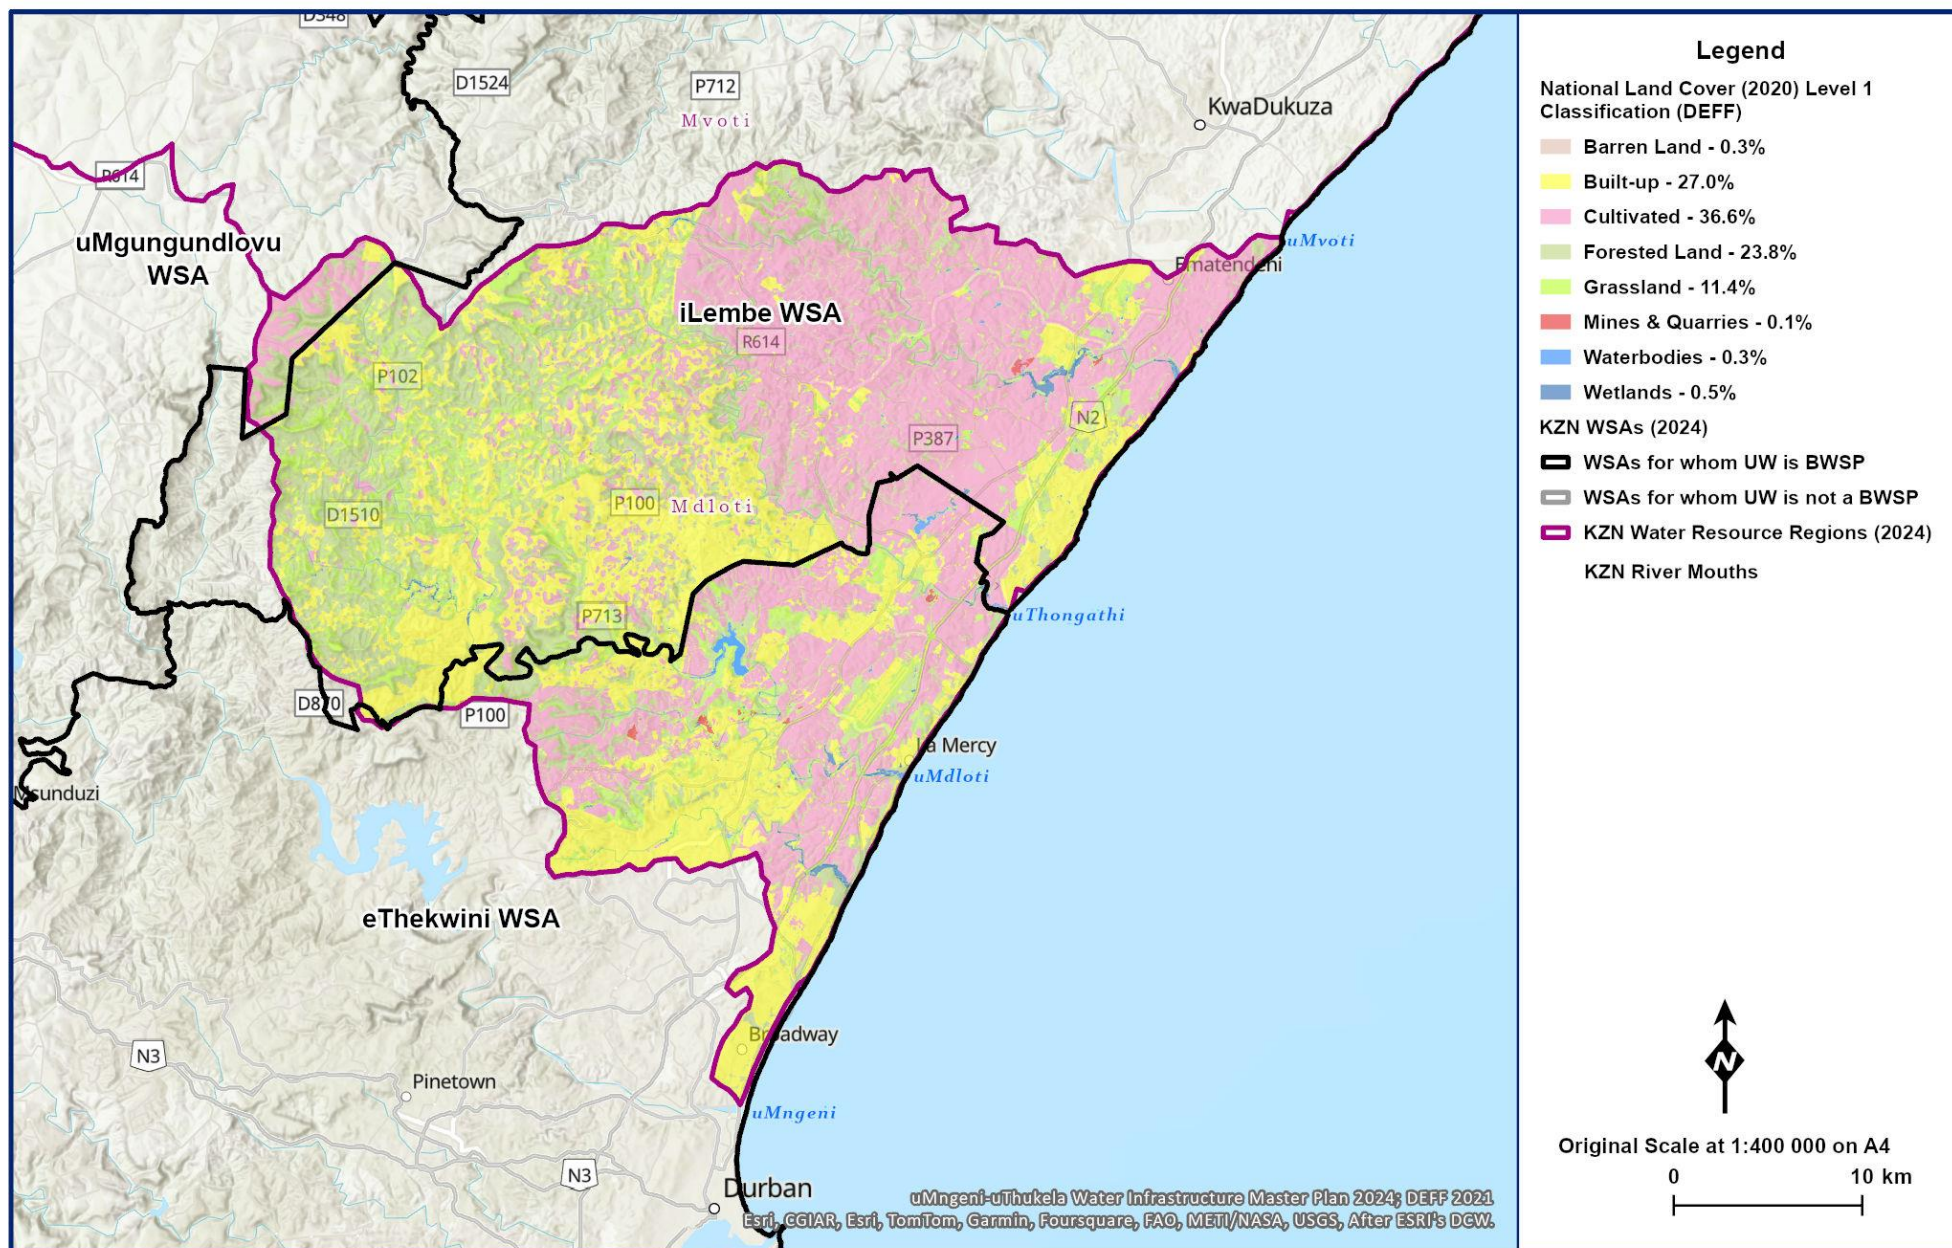 D348
D1524
P712
Mvoti
KwaDukuza
R614
uMgungundlovu
WSA
uMvoti
Ematendeni
iLembe WSA
R614
P102
N2
P387
P100
Mdloti
D1510
P713
uThongathi
D870
P100
La Mercy
uMdloti
Msunduzi
eThekwini WSA
Broadway
N3
Pinetown
uMngeni
N3
Durban
uMngeni-uThukela Water Infrastructure Master Plan 2024; DEFF 2021
Esri, CGIAR, Esri, TomTom, Garmin, Foursquare, FAO, METI/NASA, USGS, After ESRI's DCW.
Legend
National Land Cover (2020) Level 1
Classification (DEFF)
Barren Land - 0.3%
Built-up - 27.0%
Cultivated - 36.6%
Forested Land - 23.8%
Grassland - 11.4%
Mines & Quarries - 0.1%
Waterbodies - 0.3%
Wetlands - 0.5%
KZN WSAs (2024)
WSAs for whom UW is BWSP
WSAs for whom UW is not a BWSP
KZN Water Resource Regions (2024)
KZN River Mouths
N
Original Scale at 1:400 000 on A4
0 10 km